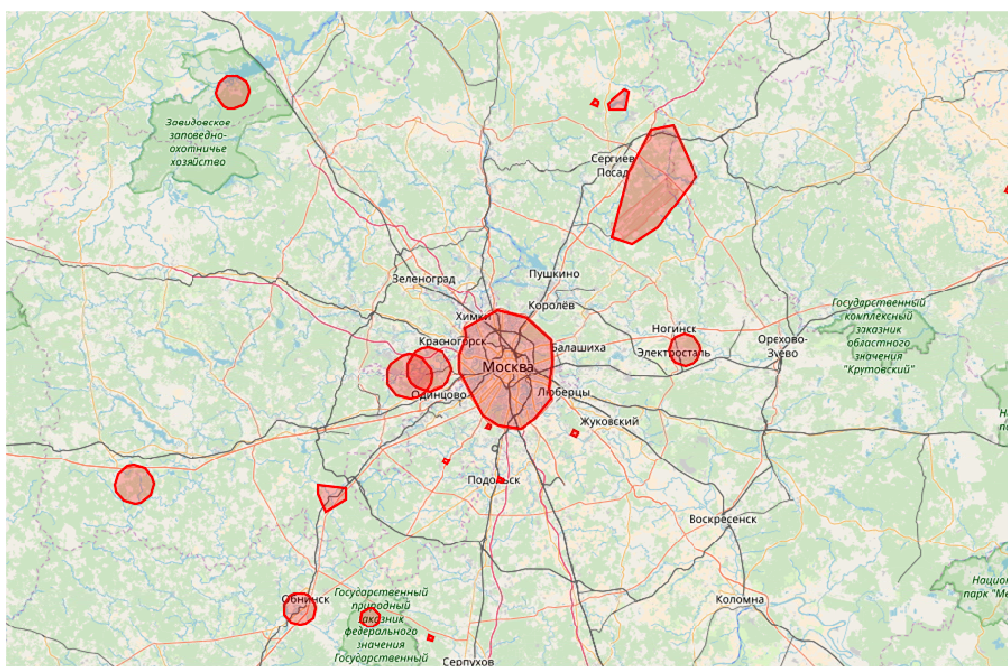 Завидовское
заповедно-
охотничье
хозяйство
Сергиев
Посад
Зеленоград
Пушкино
Королёв
Химки
Красногорск
Балашиха
Москва
Одинцово
Люберцы
Ногинск
Электросталь
Орехово-
Зуево
Государственный
комплексный
заказник
областного
значения
"Крутовский"
Жуковский
Подольск
Воскресенск
Коломна
Обнинск
Государственный
природный
заказник
федерального
значения
Государственный
Серпухов
Нацио
парк "Ме